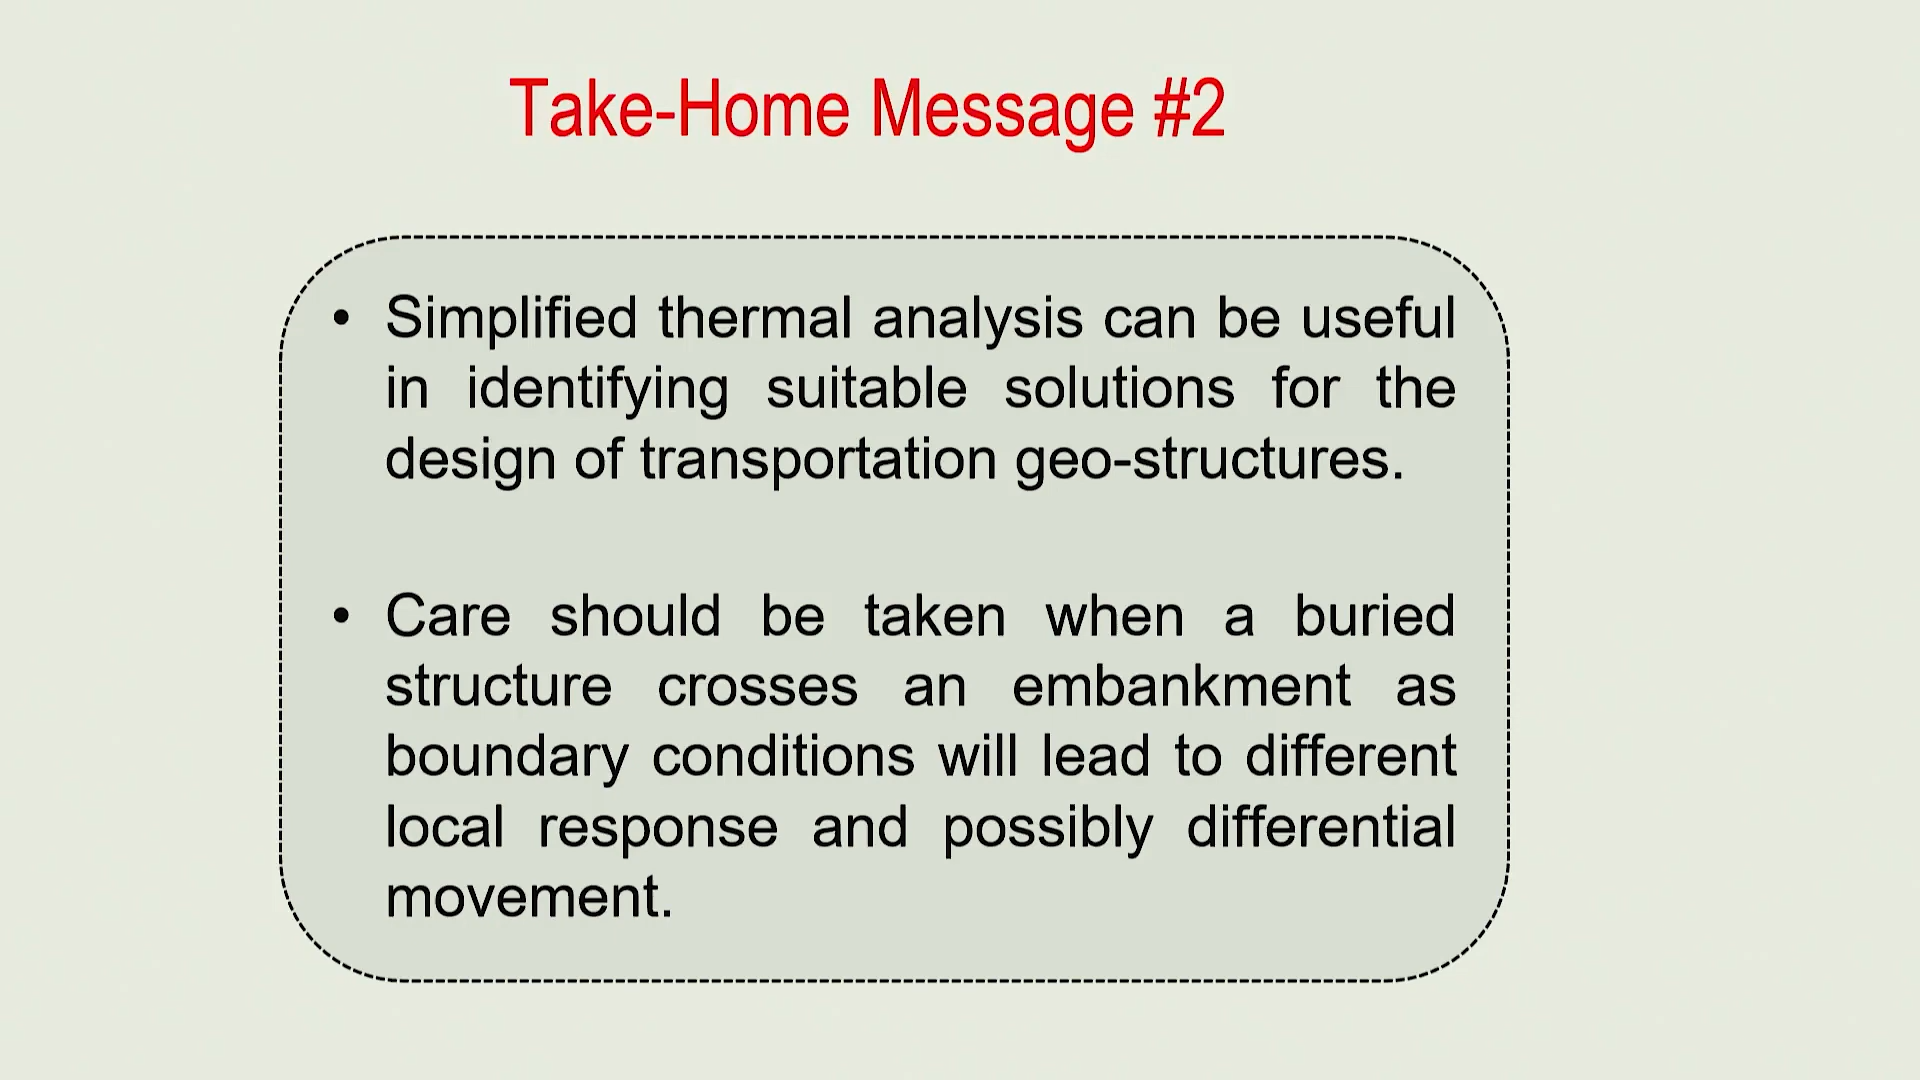 Take-Home Message #2
• Simplified thermal analysis can be useful
in identifying suitable solutions for the
design of transportation geo-structures.
• Care should be taken when a buried
structure crosses an embankment as
boundary conditions will lead to different
local response and possibly differential
movement.